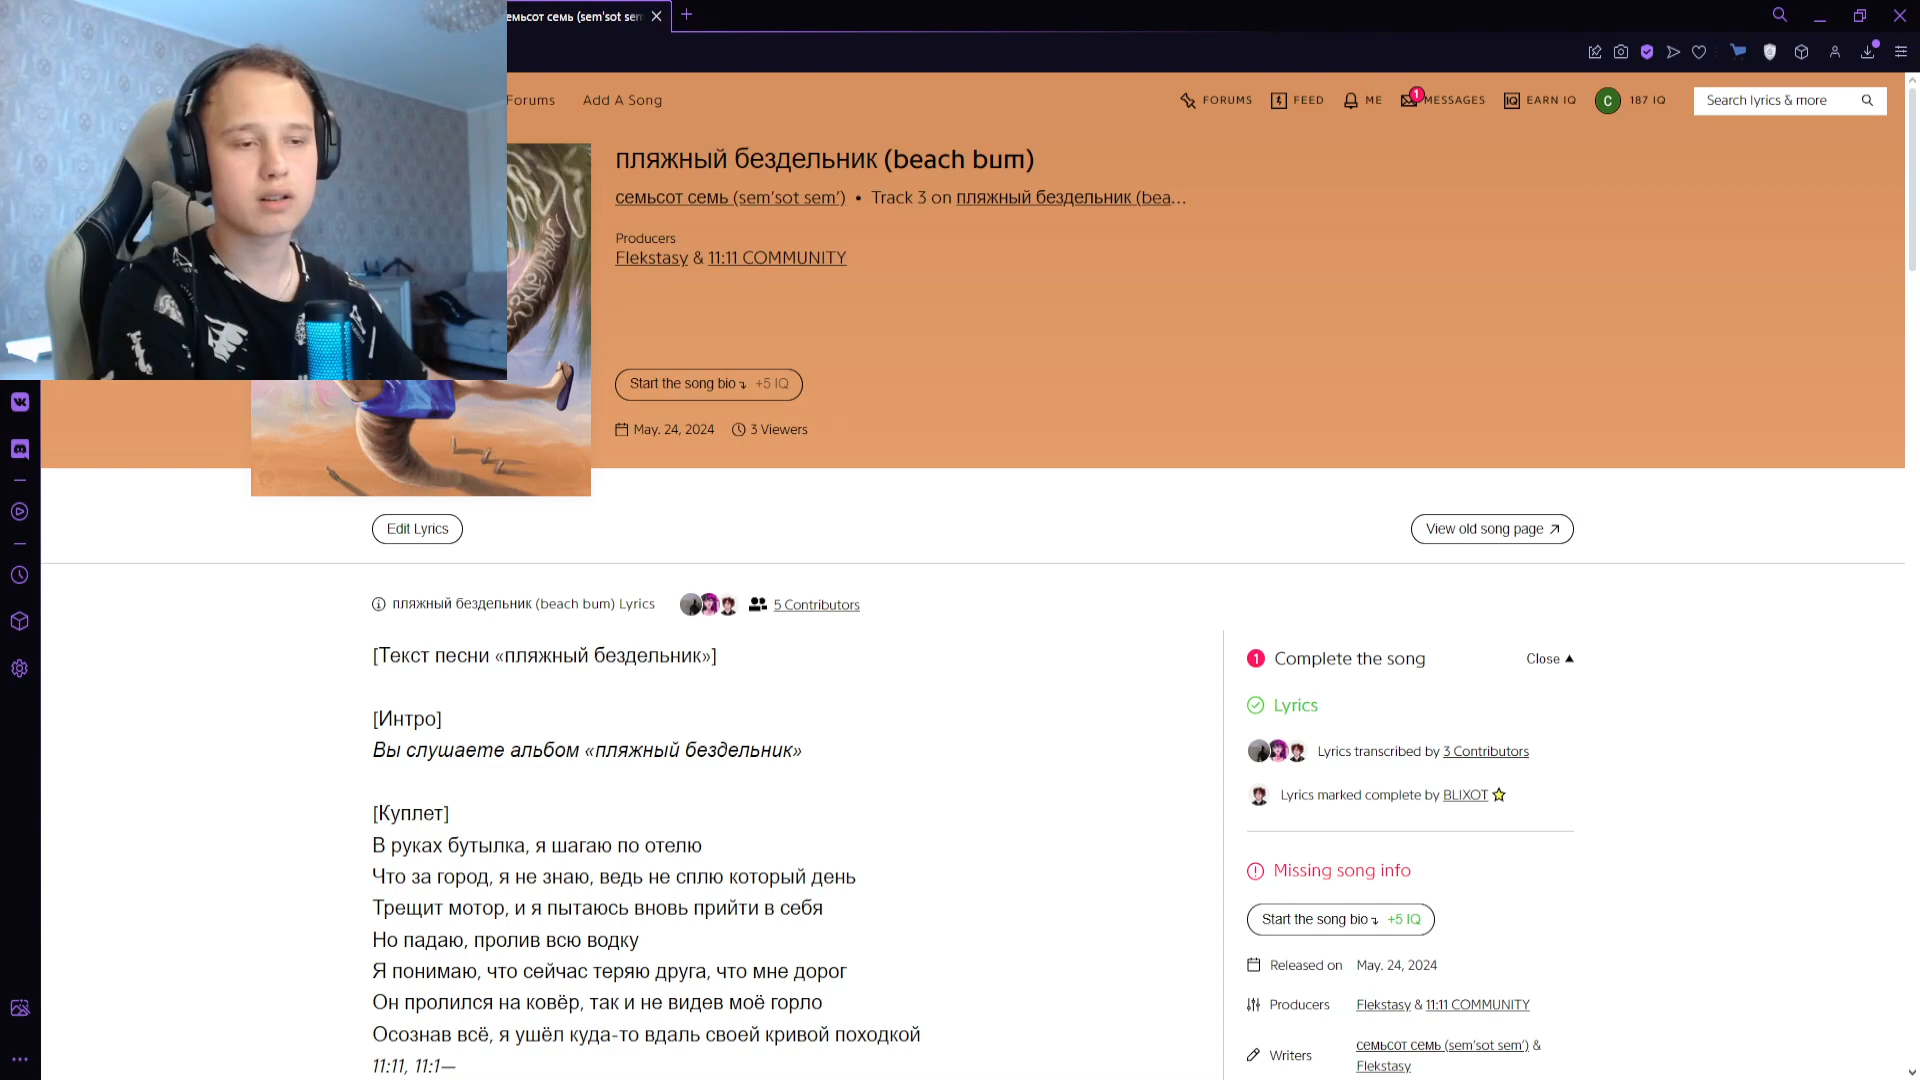 емьсот семь (sem'sot sem
Forums
Add A Song
FORUMS
FEED
ME
1
MESSAGES
IQ
EARN IQ
C
187 IQ
Search lyrics & more
пляжный бездельник (beach bum)
семьсот семь (sem'sot sem') • Track 3 on пляжный бездельник (bea…
Producers
Flekstasy & 11:11 COMMUNITY
Start the song bio +5 IQ
May. 24, 2024
3 Viewers
Edit Lyrics
View old song page
пляжный бездельник (beach bum) Lyrics
5 Contributors
[Текст песни «пляжный бездельник»]
[Интро]
Вы слушаете альбом «пляжный бездельник»
[Куплет]
В руках бутылка, я шагаю по отелю
Что за город, я не знаю, ведь не сплю который день
Трещит мотор, и я пытаюсь вновь прийти в себя
Но падаю, пролив всю водку
Я понимаю, что сейчас теряю друга, что мне дорог
Он пролился на ковёр, так и не видев моё горло
Осознав всё, я ушёл куда-то вдаль своей кривой походкой
11:11, 11:1—
1 Complete the song
Close
Lyrics
Lyrics transcribed by 3 Contributors
Lyrics marked complete by BLIXOT
Missing song info
Start the song bio +5 IQ
Released on May. 24, 2024
Producers Flekstasy & 11:11 COMMUNITY
Writers семьсот семь (sem'sot sem') &
Flekstasy